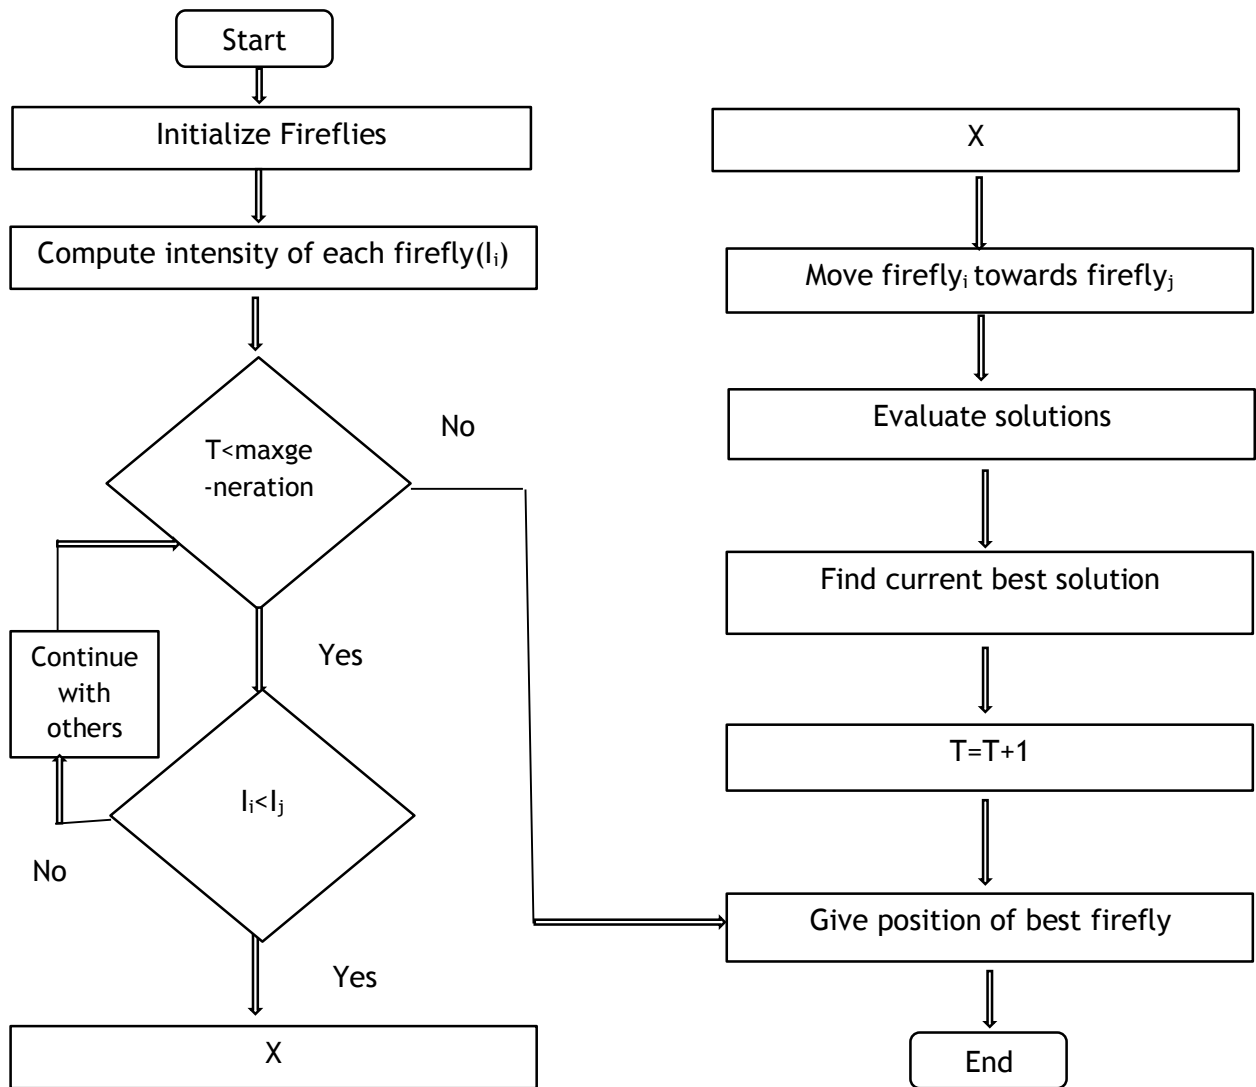 Start
Initialize Fireflies
Compute intensity of each firefly(Iᵢ)
T<maxge
-neration
No
Yes
Continue
with
others
Iᵢ<Iⱼ
No
Yes
X
X
Move fireflyᵢ towards fireflyⱼ
Evaluate solutions
Find current best solution
T=T+1
Give position of best firefly
End